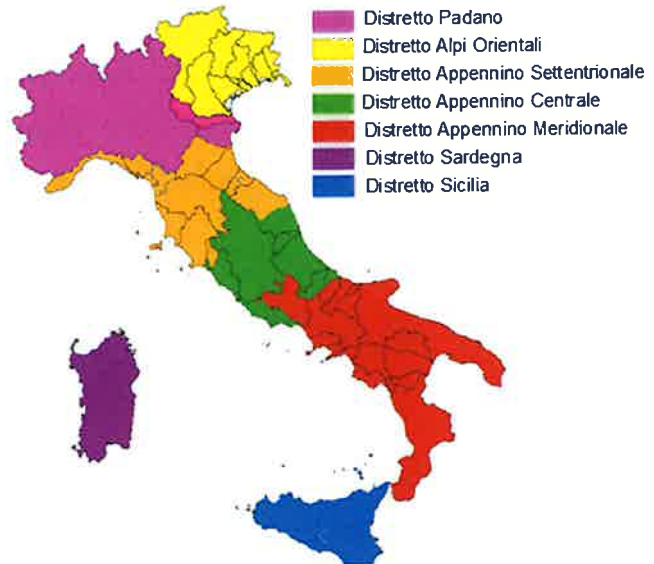 Distretto Padano
Distretto Alpi Orientali
Distretto Appennino Settentrionale
Distretto Appennino Centrale
Distretto Appennino Meridionale
Distretto Sardegna
Distretto Sicilia